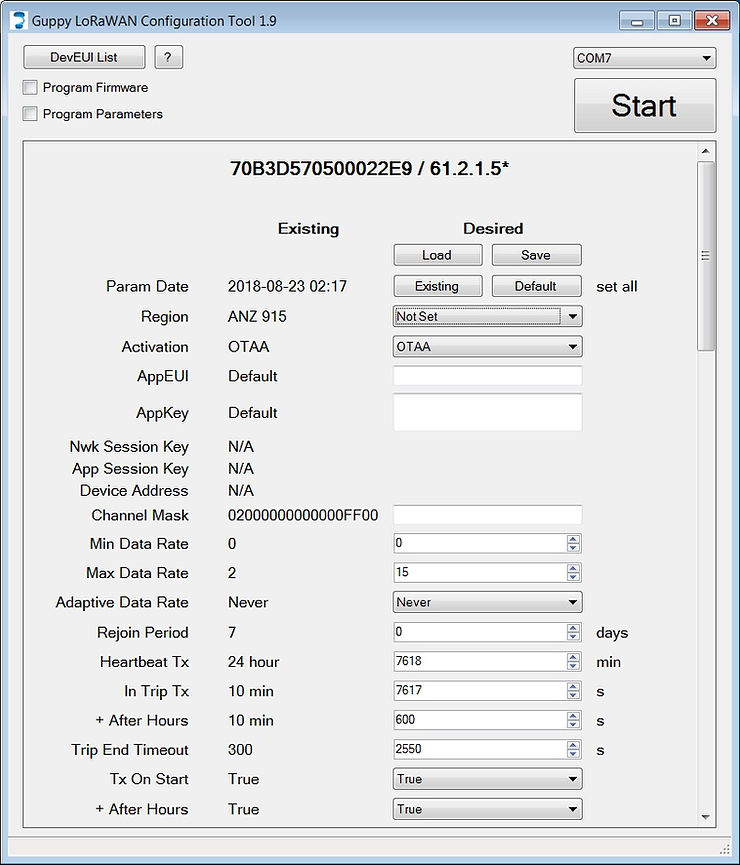 Guppy LoRaWAN Configuration Tool 1.9
DevEUI List ? COM7
Program Firmware
Program Parameters
Start
70B3D570500022E9 / 61.2.1.5*
Existing Desired
Load Save
Param Date 2018-08-23 02:17 Existing Default set all
Region ANZ 915 Not Set
Activation OTAA OTAA
AppEUI Default
AppKey Default
Nwk Session Key N/A
App Session Key N/A
Device Address N/A
Channel Mask 02000000000000FF00
Min Data Rate 0 0
Max Data Rate 2 15
Adaptive Data Rate Never Never
Rejoin Period 7 0 days
Heartbeat Tx 24 hour 7618 min
In Trip Tx 10 min 7617 s
+ After Hours 10 min 600 s
Trip End Timeout 300 2550 s
Tx On Start True True
+ After Hours True True